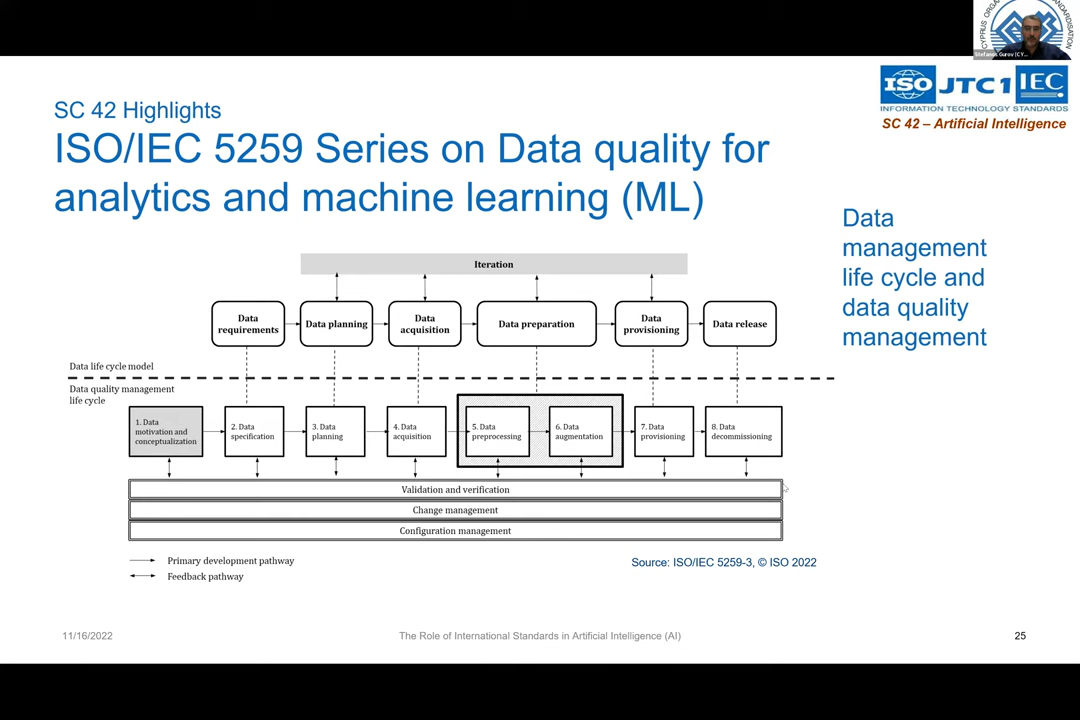 CYPRUS ORGA
NDARDISATION
Stefanos Gurov (CY...
ISO JTC 1 IEC
INFORMATION TECHNOLOGY STANDARDS
SC 42 – Artificial Intelligence
SC 42 Highlights
ISO/IEC 5259 Series on Data quality for
analytics and machine learning (ML)
Data
management
life cycle and
data quality
management
Iteration
Data
requirements
Data planning
Data
acquisition
Data preparation
Data
provisioning
Data release
Data life cycle model
Data quality management
life cycle
1. Data
motivation and
conceptualization
2. Data
specification
3. Data
planning
4. Data
acquisition
5. Data
preprocessing
6. Data
augmentation
7. Data
provisioning
8. Data
decommissioning
Validation and verification
Change management
Configuration management
Primary development pathway
Feedback pathway
Source: ISO/IEC 5259-3, © ISO 2022
11/16/2022
The Role of International Standards in Artificial Intelligence (AI)
25